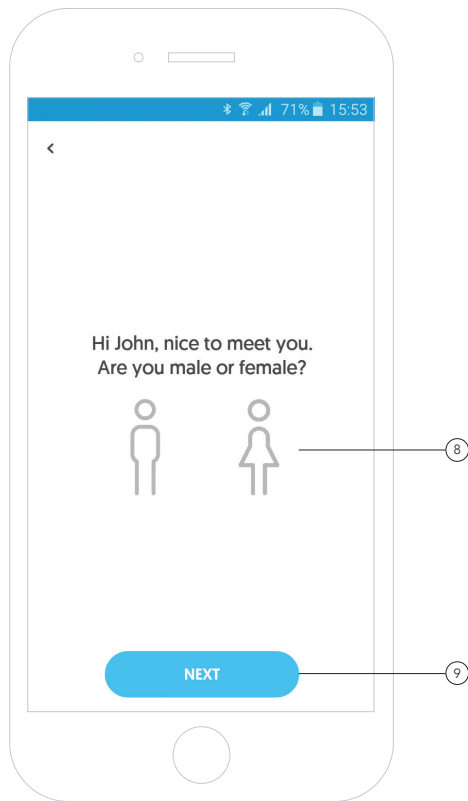 71% 15:53
Hi John, nice to meet you.
Are you male or female?
8
NEXT
9